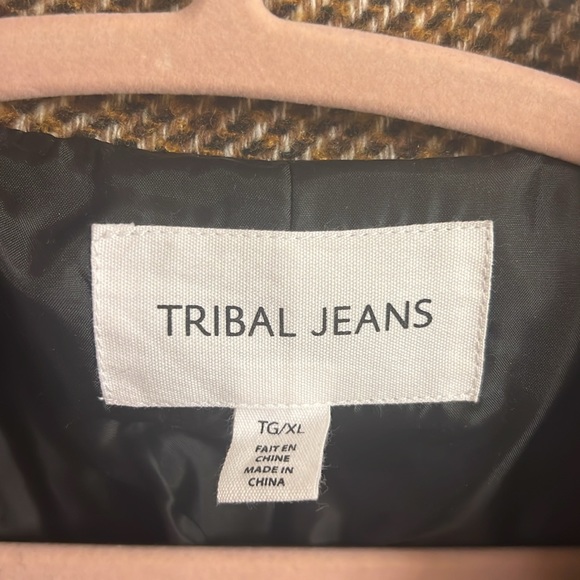 TRIBAL JEANS
TG/XL
FAIT EN
CHINE
MADE IN
CHINA